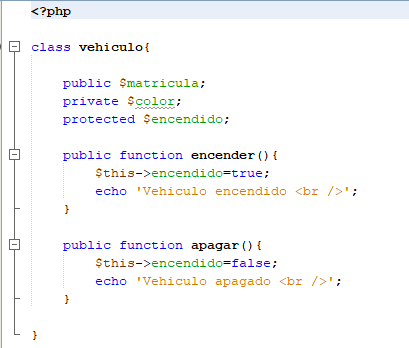 <?php
class vehiculo{
public $matricula;
private $color;
protected $encendido;
public function encender(){
$this->encendido=true;
echo 'Vehiculo encendido <br />';
}
public function apagar(){
$this->encendido=false;
echo 'Vehiculo apagado <br />';
}
}